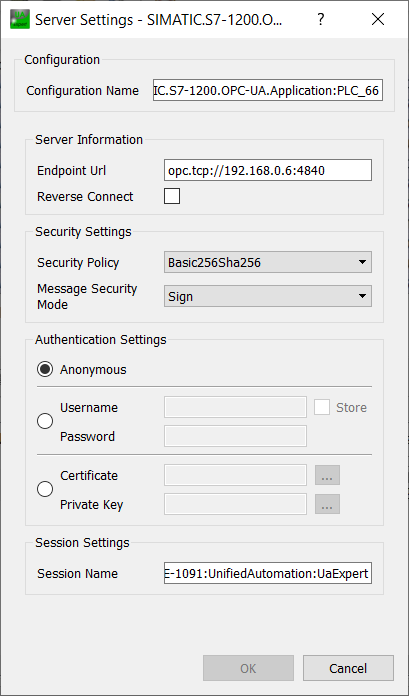 Server Settings - SIMATIC.S7-1200.O...
?
Configuration
Configuration Name
IC.S7-1200.OPC-UA.Application:PLC_66
Server Information
Endpoint Url
opc.tcp://192.168.0.6:4840
Reverse Connect
Security Settings
Security Policy
Basic256Sha256
Message Security
Mode
Sign
Authentication Settings
Anonymous
Username
Store
Password
Certificate
...
Private Key
...
Session Settings
Session Name
E-1091:UnifiedAutomation:UaExpert
OK
Cancel